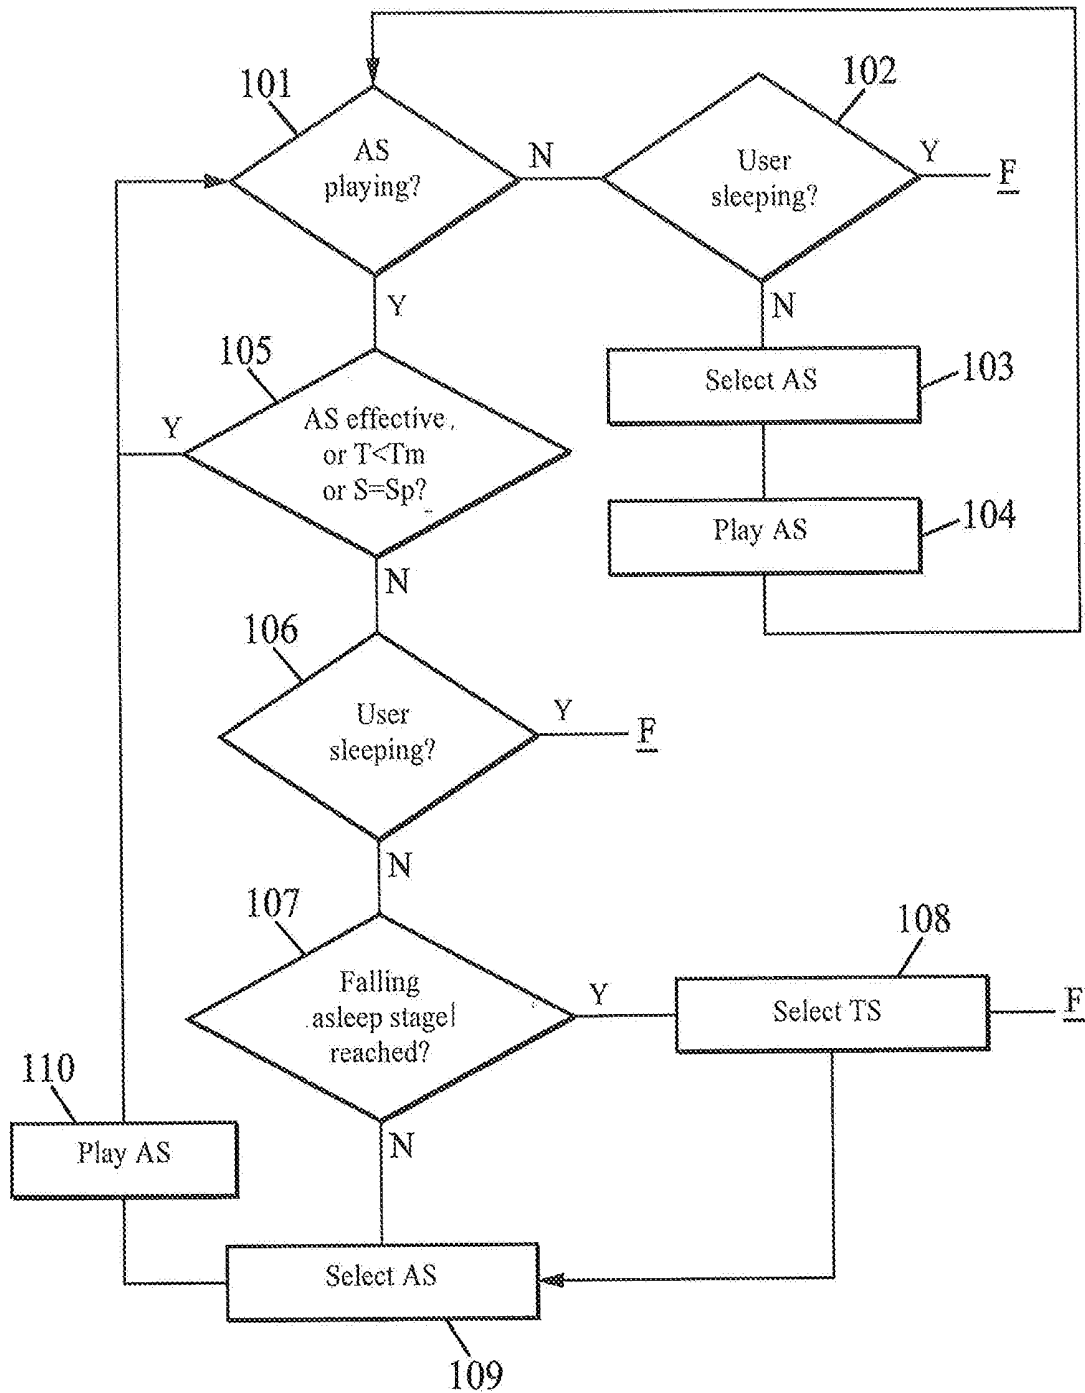 101
AS
playing?
N
Y
102
User
sleeping?
Y
F
N
Select AS
103
Play AS
104
105
AS effective
or T<Tm
or S=Sp?
Y
N
106
User
sleeping?
Y
F
N
107
Falling
asleep stage
reached?
Y
N
108
Select TS
F
110
Play AS
Select AS
109